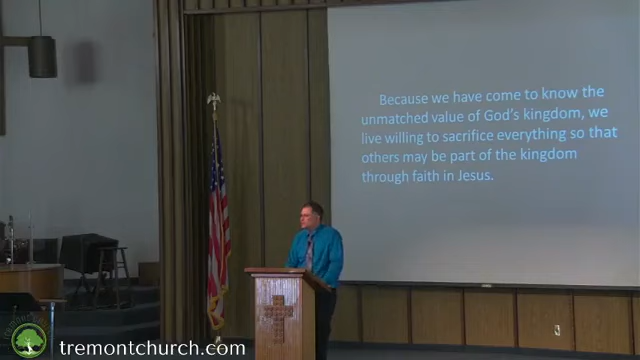 Because we have come to know the
unmatched value of God's kingdom, we
live willing to sacrifice everything so that
others may be part of the kingdom
through faith in Jesus.
tremontchurch.com